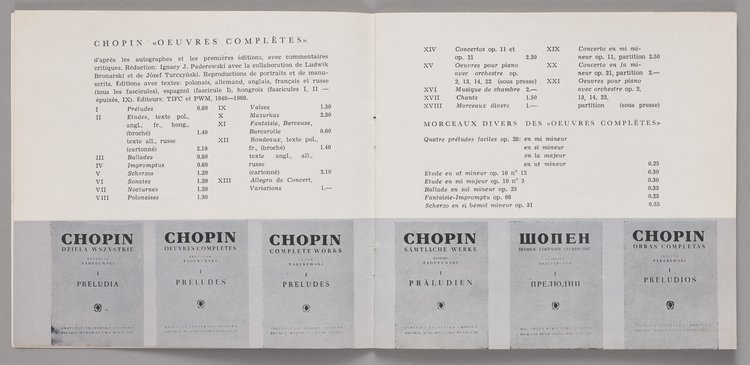 CHOPIN «OEUVRES COMPLÈTES»
d'après les autographes et les premières éditions, avec commentaires
critiques. Rédaction: Ignacy J. Paderewski avec la collaboration de Ludwik
Bronarski et de Józef Turczyński. Reproductions de portraits et de manu-
scrits. Editions avec textes: polonais, allemand, anglais, français et russe
(tous les fascicules), espagnol (fascicule I), hongrois (fascicules I, II —
épuisés, IX). Editeurs: TIFC et PWM, 1948—1960.
I Préludes 0.80
II Etudes, texte pol.,
angl., fr., hong.,
(broché) 1.40
texte all., russe
(cartonné) 2.10
III Ballades 0.80
IV Impromptus 0.60
V Scherzos 1.20
VI Sonates 1.20
VII Nocturnes 1.20
VIII Polonaises 1.30
IX Valses 1.30
X Mazurkas 2.30
XI Fantaisie, Berceuse,
Barcarolle 0.60
XII Rondeaux, texte pol.,
fr., (broché) 1.40
texte angl., all.,
russe
(cartonné) 2.10
XIII Allegro de Concert,
Variations 1.—
XIV Concertos op. 11 et
op. 21 2.20
XV Oeuvres pour piano
avec orchestre op.
2, 13, 14, 22 (sous presse)
XVI Musique de chambre 2.—
XVII Chants 1.50
XVIII Morceaux divers 1.—
XIX Concerto en mi mi-
neur op. 11, partition 2.50
XX Concerto en fa mi-
neur op. 21, partition 2.—
XXI Oeuvres pour piano
avec orchestre op. 2,
13, 14, 22,
partition (sous presse)
MORCEAUX DIVERS DES «OEUVRES COMPLÈTES»
Quatre préludes faciles op. 28: en mi mineur
en si mineur
en la majeur
en ut mineur 0.25
Etude en ut mineur op. 10 n° 12 0.30
Etude en mi majeur op. 10 n° 3 0.30
Ballade en sol mineur op. 23 0.35
Fantaisie-Impromptu op. 66 0.25
Scherzo en si bémol mineur op. 31 0.55
CHOPIN
DZIEŁA WSZYSTKIE
PADEREWSKI
I
PRELUDIA
CHOPIN
OEUVRES COMPLÈTES
PADEREWSKI
I
PRELUDES
CHOPIN
COMPLETE WORKS
PADEREWSKI
I
PRELUDES
CHOPIN
SÄMTLICHE WERKE
PADEREWSKI
I
PRÄLUDIEN
ШОПЕН
ПОЛНОЕ СОБРАНИЕ СОЧИНЕНИЙ
I
ПРЕЛЮДИИ
CHOPIN
OBRAS COMPLETAS
PADEREWSKI
I
PRELUDIOS